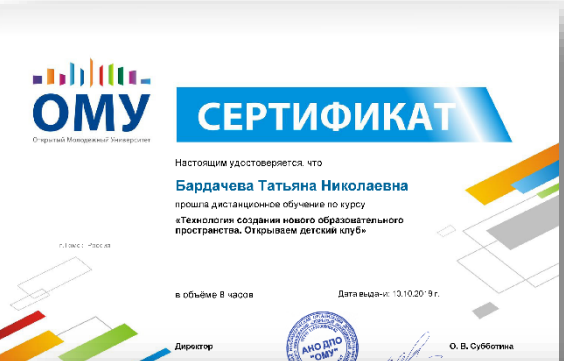 ОМУ
Открытый Молодежный Университет
СЕРТИФИКАТ
Настоящим удостоверяется, что
Бардачева Татьяна Николаевна
прошла дистанционное обучение по курсу
«Технология создания нового образовательного
пространства. Открываем детский клуб»
г. Томск Россия
в объёме 8 часов
Дата выдачи: 13.10.2019 г.
Директор
АНО ДПО
"ОМУ"
О. В. Субботина